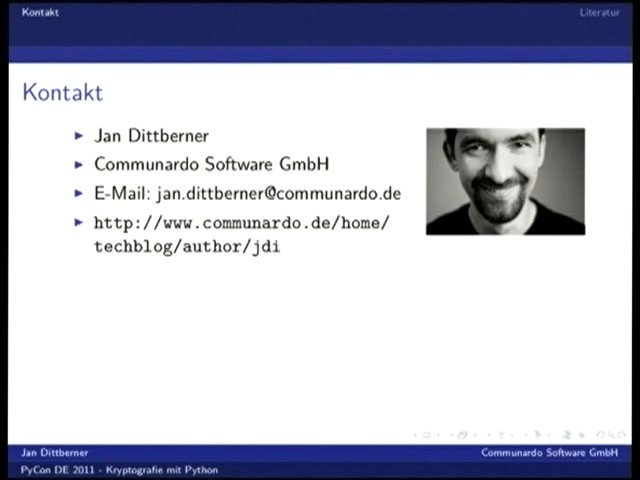 Kontakt
Literatur
Kontakt
Jan Dittberner
Communardo Software GmbH
E-Mail: jan.dittberner@communardo.de
http://www.communardo.de/home/
techblog/author/jdi
Jan Dittberner
Communardo Software GmbH
PyCon DE 2011 - Kryptografie mit Python